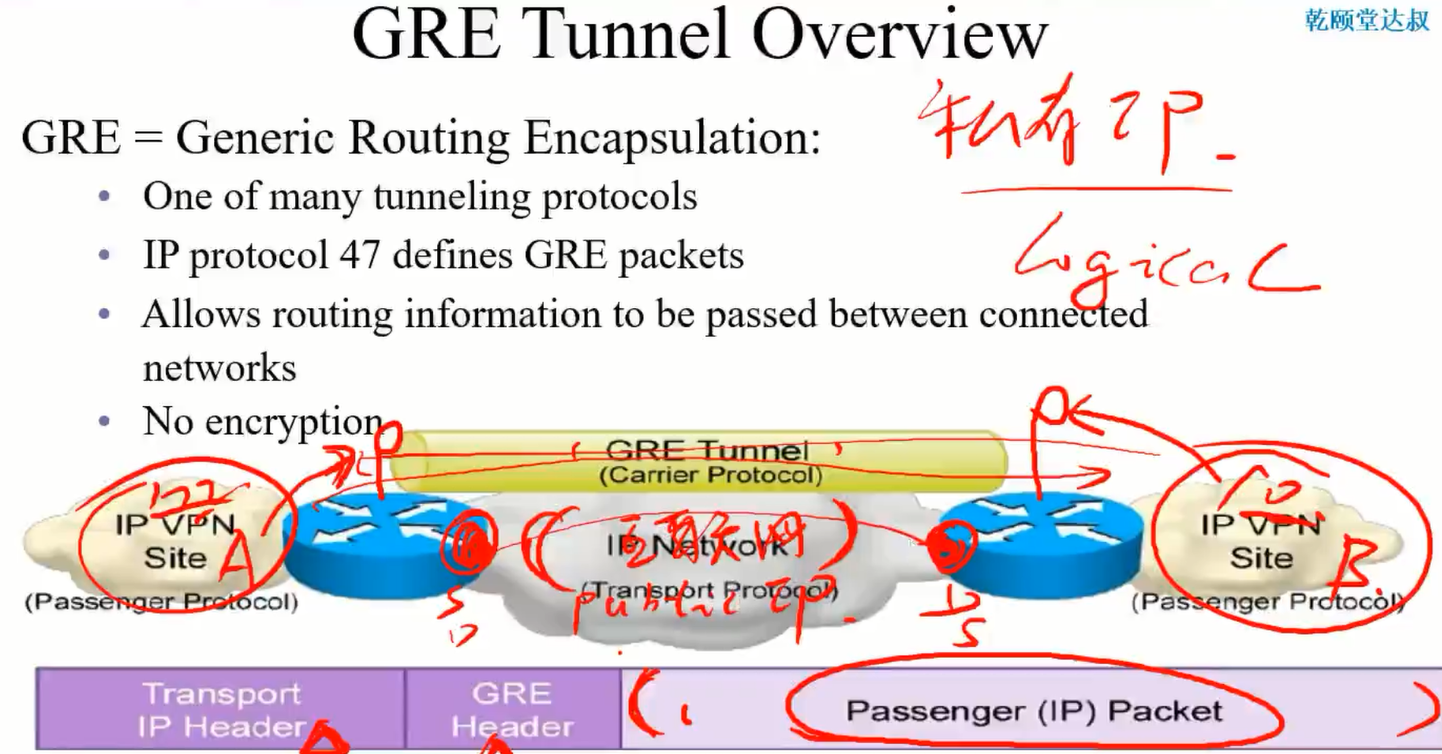 GRE Tunnel Overview
乾颐堂达叔
GRE = Generic Routing Encapsulation:
私有IP
• One of many tunneling protocols
• IP protocol 47 defines GRE packets
Logical
• Allows routing information to be passed between connected
networks
• No encryption
GRE Tunnel
(Carrier Protocol)
172
10
IP VPN
Site
A
(Passenger Protocol)
IP Network
互联网
(Transport Protocol)
public IP
IP VPN
Site
B
(Passenger Protocol)
S
D
D
S
Transport
IP Header
GRE
Header
Passenger (IP) Packet